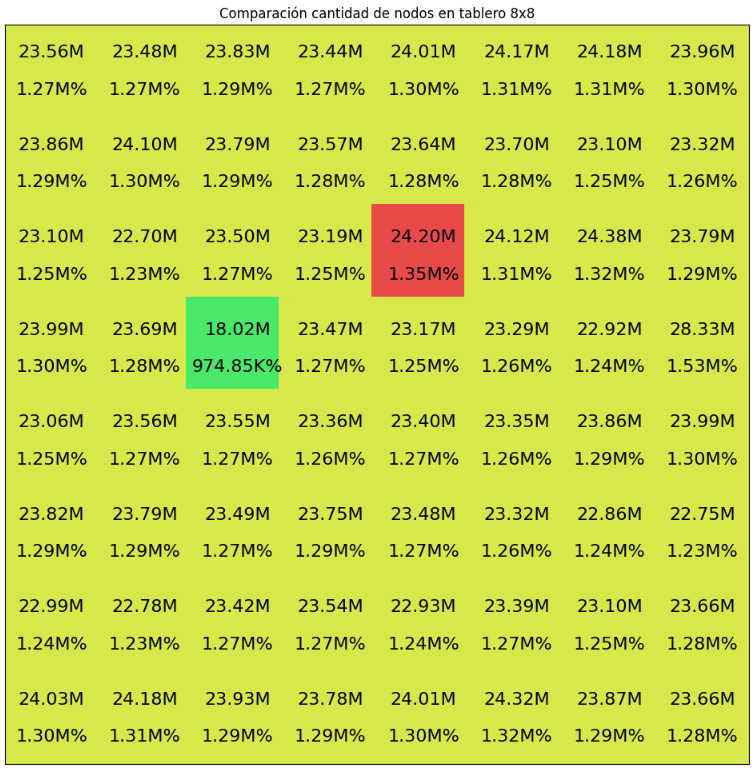 Comparación cantidad de nodos en tablero 8x8
23.56M 23.48M 23.83M 23.44M 24.01M 24.17M 24.18M 23.96M
1.27M% 1.27M% 1.29M% 1.27M% 1.30M% 1.31M% 1.31M% 1.30M%
23.86M 24.10M 23.79M 23.57M 23.64M 23.70M 23.10M 23.32M
1.29M% 1.30M% 1.29M% 1.28M% 1.28M% 1.28M% 1.25M% 1.26M%
23.10M 22.70M 23.50M 23.19M 24.20M 24.12M 24.38M 23.79M
1.25M% 1.23M% 1.27M% 1.25M% 1.35M% 1.31M% 1.32M% 1.29M%
23.99M 23.69M 18.02M 23.47M 23.17M 23.29M 22.92M 28.33M
1.30M% 1.28M% 974.85K% 1.27M% 1.25M% 1.26M% 1.24M% 1.53M%
23.06M 23.56M 23.55M 23.36M 23.40M 23.35M 23.86M 23.99M
1.25M% 1.27M% 1.27M% 1.26M% 1.27M% 1.26M% 1.29M% 1.30M%
23.82M 23.79M 23.49M 23.75M 23.48M 23.32M 22.86M 22.75M
1.29M% 1.29M% 1.27M% 1.29M% 1.27M% 1.26M% 1.24M% 1.23M%
22.99M 22.78M 23.42M 23.54M 22.93M 23.39M 23.10M 23.66M
1.24M% 1.23M% 1.27M% 1.27M% 1.24M% 1.27M% 1.25M% 1.28M%
24.03M 24.18M 23.93M 23.78M 24.01M 24.32M 23.87M 23.66M
1.30M% 1.31M% 1.29M% 1.29M% 1.30M% 1.32M% 1.29M% 1.28M%